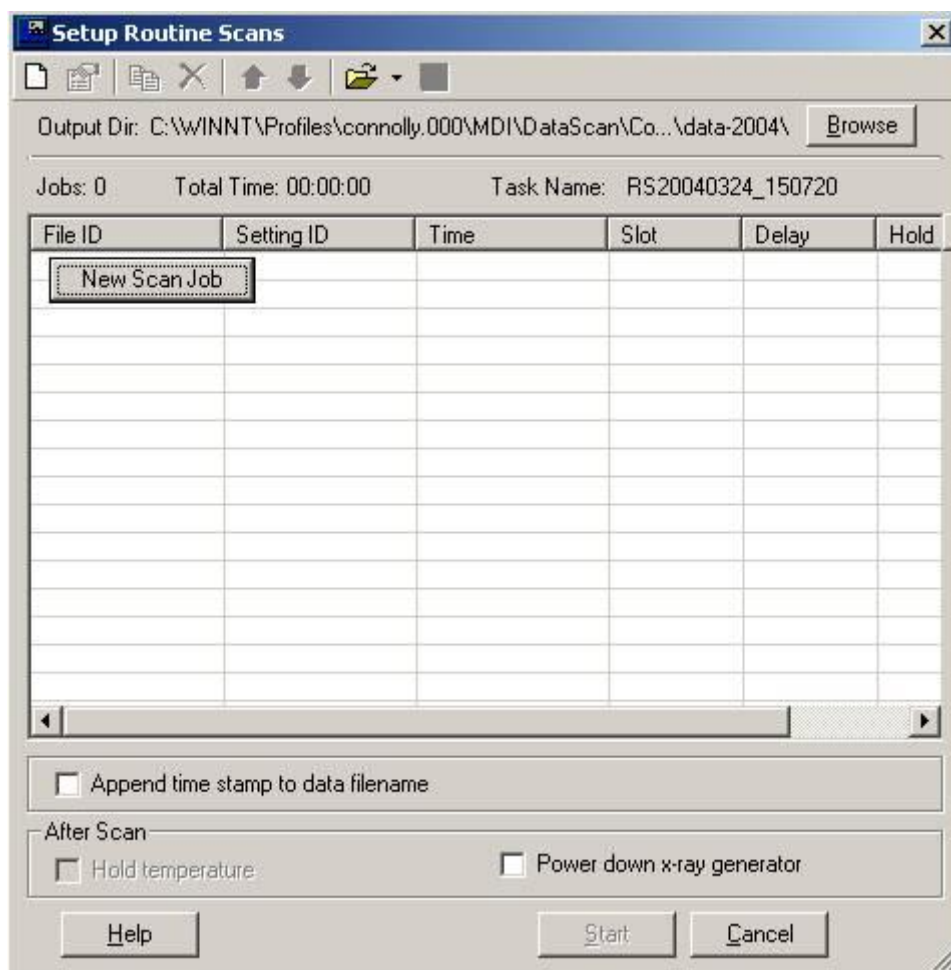 Setup Routine Scans
Output Dir: C:\WINNT\Profiles\connolly.000\MDI\DataScan\Co...\data-2004\ Browse
Jobs: 0 Total Time: 00:00:00 Task Name: RS20040324_150720
File ID Setting ID Time Slot Delay Hold
New Scan Job
Append time stamp to data filename
After Scan
Hold temperature Power down x-ray generator
Help Start Cancel